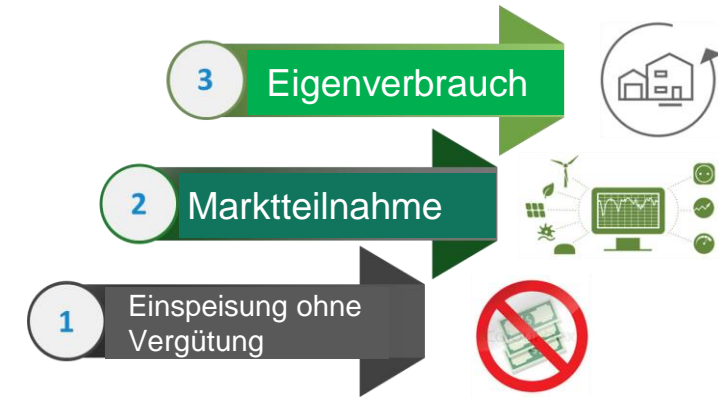 3
Eigenverbrauch
2
Marktteilnahme
1
Einspeisung ohne
Vergütung